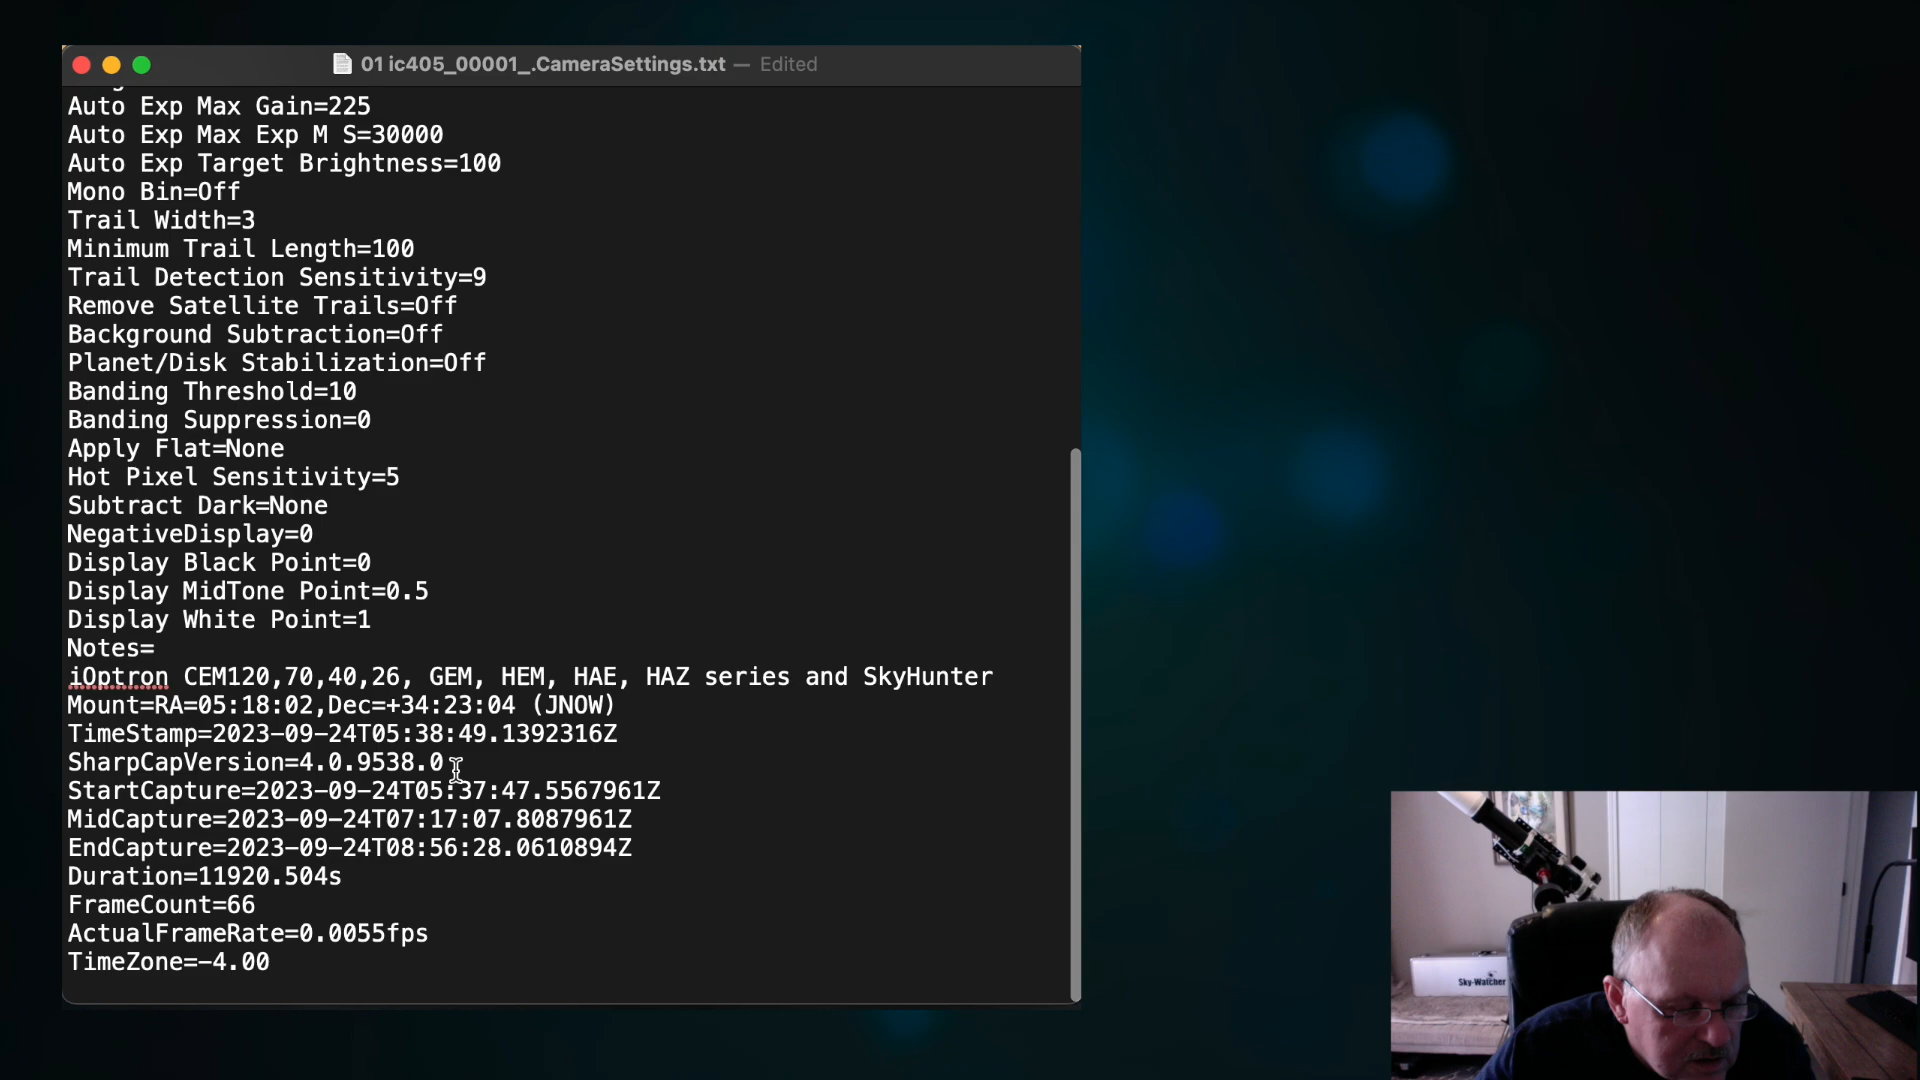 01 ic405_00001_.CameraSettings.txt — Edited
Auto Exp Max Gain=225
Auto Exp Max Exp M S=30000
Auto Exp Target Brightness=100
Mono Bin=Off
Trail Width=3
Minimum Trail Length=100
Trail Detection Sensitivity=9
Remove Satellite Trails=Off
Background Subtraction=Off
Planet/Disk Stabilization=Off
Banding Threshold=10
Banding Suppression=0
Apply Flat=None
Hot Pixel Sensitivity=5
Subtract Dark=None
NegativeDisplay=0
Display Black Point=0
Display MidTone Point=0.5
Display White Point=1
Notes=
iOptron CEM120,70,40,26, GEM, HEM, HAE, HAZ series and SkyHunter
Mount=RA=05:18:02,Dec=+34:23:04 (JNOW)
TimeStamp=2023-09-24T05:38:49.1392316Z
SharpCapVersion=4.0.9538.0
StartCapture=2023-09-24T05:37:47.5567961Z
MidCapture=2023-09-24T07:17:07.8087961Z
EndCapture=2023-09-24T08:56:28.0610894Z
Duration=11920.504s
FrameCount=66
ActualFrameRate=0.0055fps
TimeZone=-4.00
Sky-Watcher